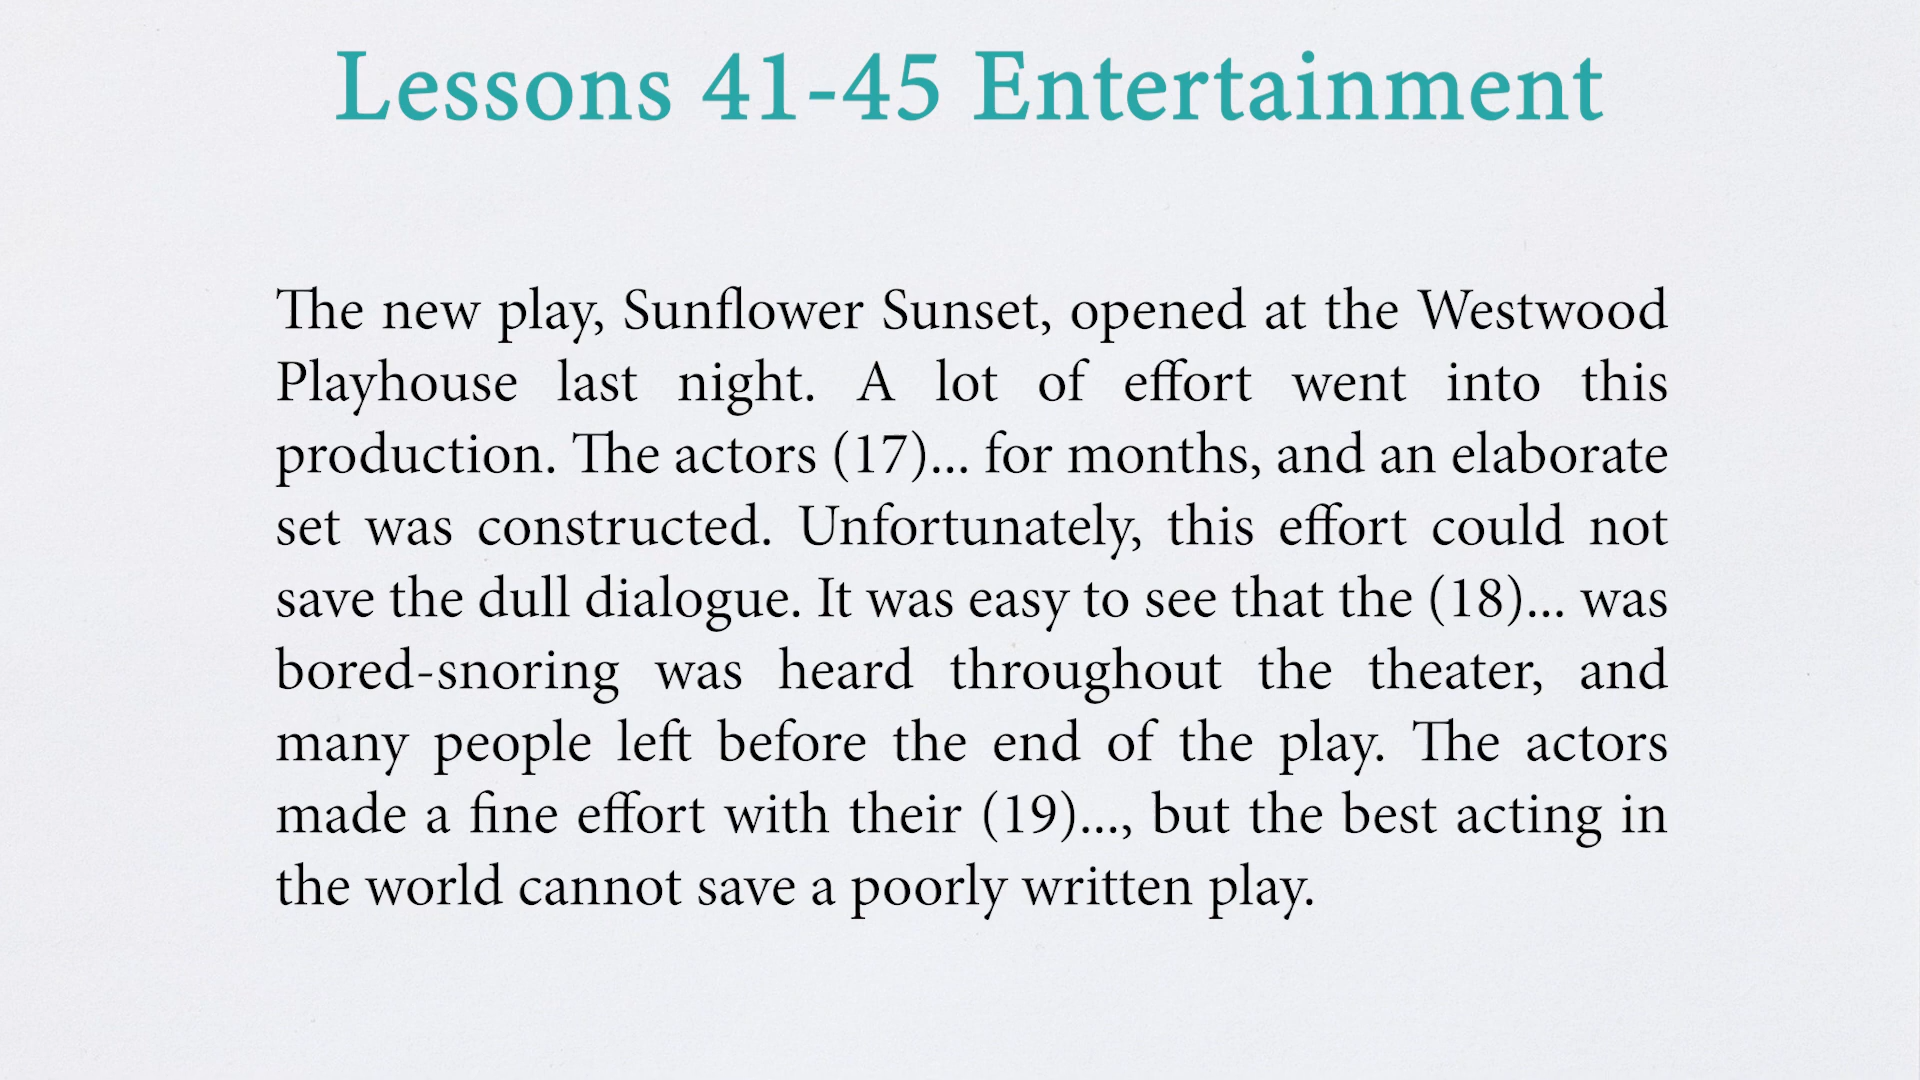 Lessons 41-45 Entertainment
The new play, Sunflower Sunset, opened at the Westwood
Playhouse last night. A lot of effort went into this
production. The actors (17)... for months, and an elaborate
set was constructed. Unfortunately, this effort could not
save the dull dialogue. It was easy to see that the (18)... was
bored-snoring was heard throughout the theater, and
many people left before the end of the play. The actors
made a fine effort with their (19)..., but the best acting in
the world cannot save a poorly written play.